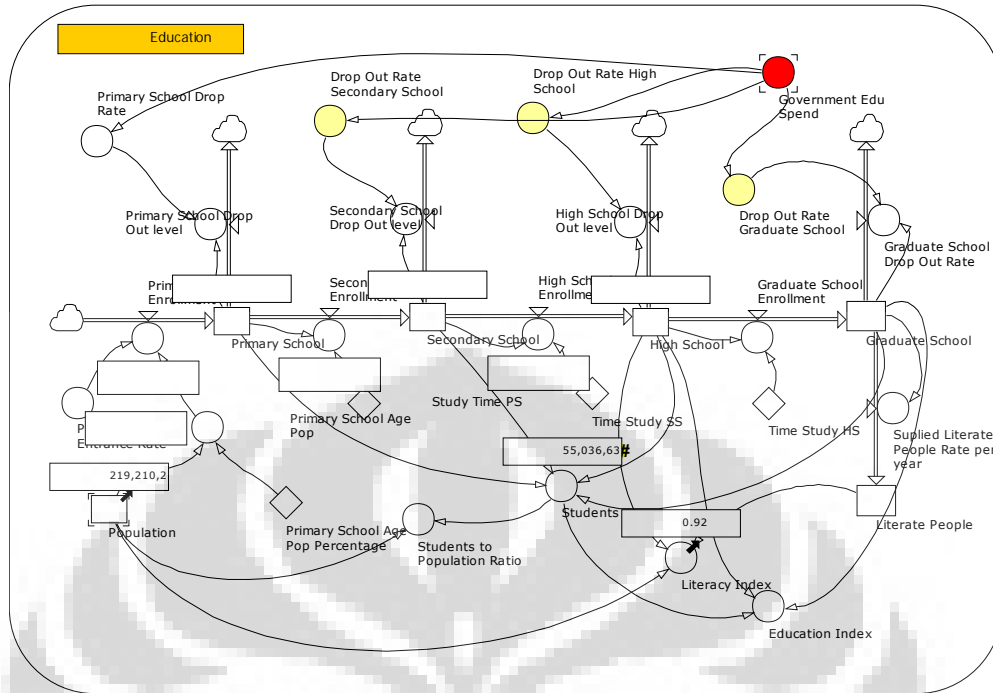 Education
Drop Out Rate
Secondary School
Drop Out Rate High
School
Primary School Drop
Rate
Government Edu
Spend
Primary School Drop
Out level
Secondary School
Drop Out level
High School Drop
Out level
Drop Out Rate
Graduate School
Graduate School
Drop Out Rate
Graduate School
Enrollment
Primary School
Secondary School
High School
Graduate School
Study Time PS
Primary School Age
Pop
Time Study SS
Time Study HS
Suplied Literate
People Rate per
year
Entrance Rate
55,036,63#
219,210,2
Population
Primary School Age
Pop Percentage
Students to
Population Ratio
Students
0.92
Literate People
Literacy Index
Education Index